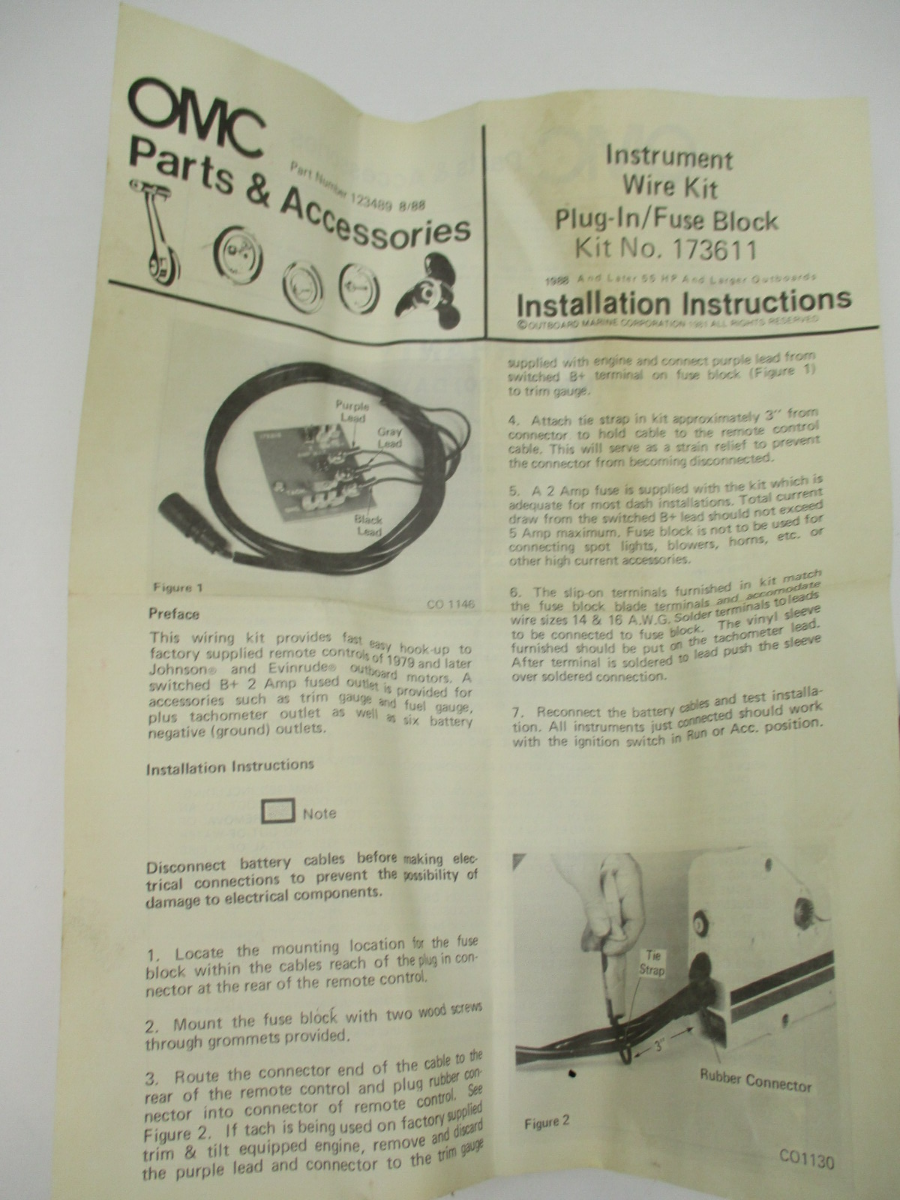 OMC
Parts & Accessories
Part Number 123489 8/88
Instrument
Wire Kit
Plug-In/Fuse Block
Kit No. 173611
1988 And Later 55 HP And Larger Outboards
Installation Instructions
© OUTBOARD MARINE CORPORATION 1981 ALL RIGHTS RESERVED
Purple
Lead
Gray
Lead
Black
Lead
Figure 1
CO 1146
Preface
This wiring kit provides fast easy hook-up to
factory supplied remote controls of 1979 and later
Johnson® and Evinrude® outboard motors. A
switched B+ 2 Amp fused outlet is provided for
accessories such as trim gauge and fuel gauge,
plus tachometer outlet as well as six battery
negative (ground) outlets.
Installation Instructions
Note
Disconnect battery cables before making elec-
trical connections to prevent the possibility of
damage to electrical components.
1. Locate the mounting location for the fuse
block within the cables reach of the plug in con-
nector at the rear of the remote control.
2. Mount the fuse block with two wood screws
through grommets provided.
3. Route the connector end of the cable to the
rear of the remote control and plug rubber con-
nector into connector of remote control. See
Figure 2. If tach is being used on factory supplied
trim & tilt equipped engine, remove and discard
the purple lead and connector to the trim gauge
supplied with engine and connect purple lead from
switched B+ terminal on fuse block (Figure 1)
to trim gauge.
4. Attach tie strap in kit approximately 3" from
connector to hold cable to the remote control
cable. This will serve as a strain relief to prevent
the connector from becoming disconnected.
5. A 2 Amp fuse is supplied with the kit which is
adequate for most dash installations. Total current
draw from the switched B+ lead should not exceed
5 Amp maximum. Fuse block is not to be used for
connecting spot lights, blowers, horns, etc. or
other high current accessories.
6. The slip-on terminals furnished in kit match
the fuse block blade terminals and accomodate
wire sizes 14 & 16 A.W.G. Solder terminals to leads
to be connected to fuse block. The vinyl sleeve
furnished should be put on the tachometer lead.
After terminal is soldered to lead push the sleeve
over soldered connection.
7. Reconnect the battery cables and test installa-
tion. All instruments just connected should work
with the ignition switch in Run or Acc. position.
Tie
Strap
3"
Rubber Connector
Figure 2
CO1130